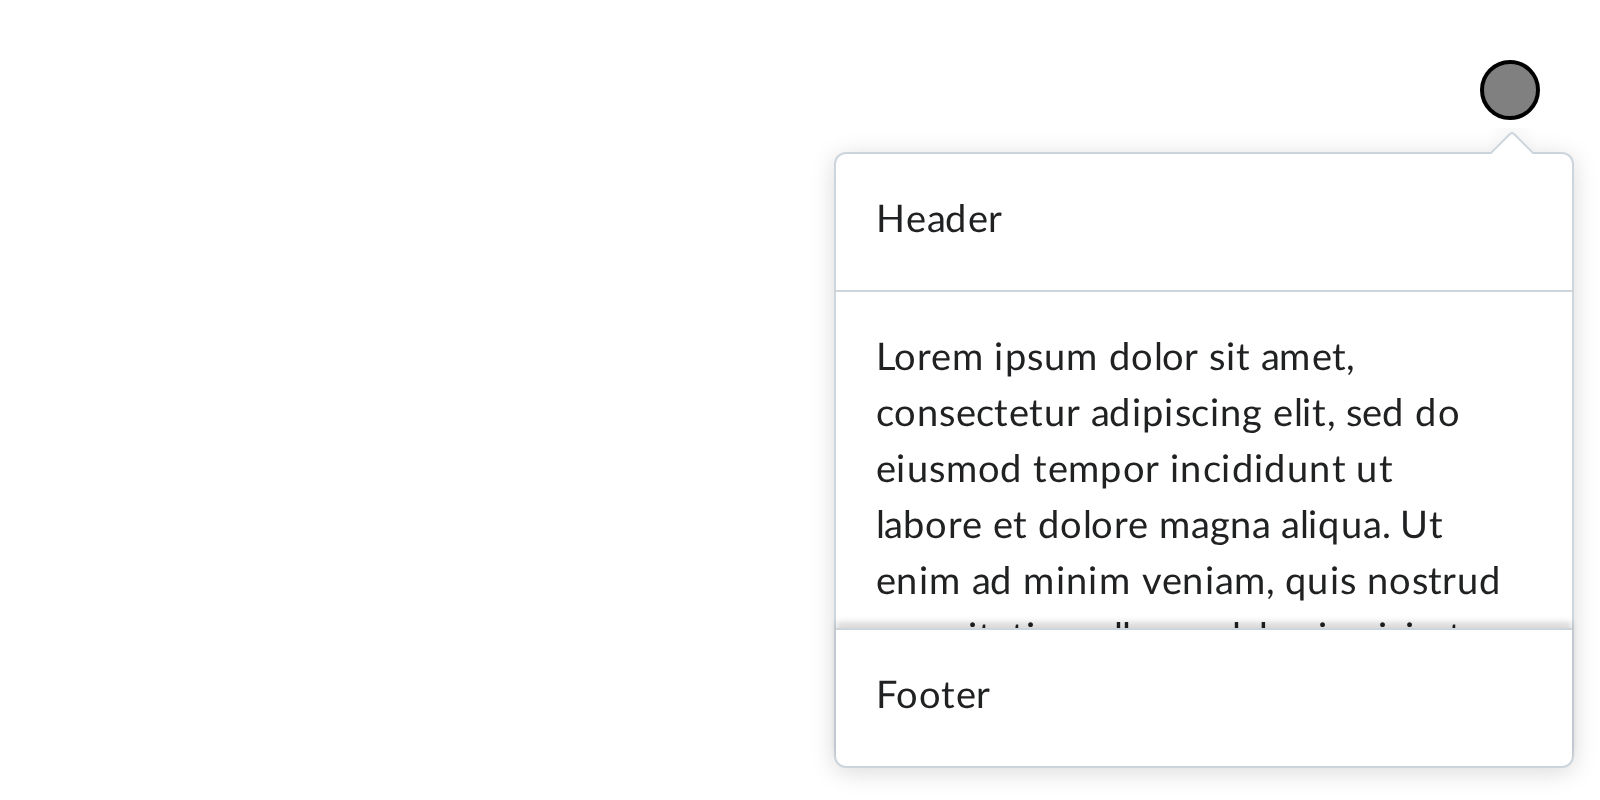 Header
Lorem ipsum dolor sit amet,
consectetur adipiscing elit, sed do
eiusmod tempor incididunt ut
labore et dolore magna aliqua. Ut
enim ad minim veniam, quis nostrud
Footer